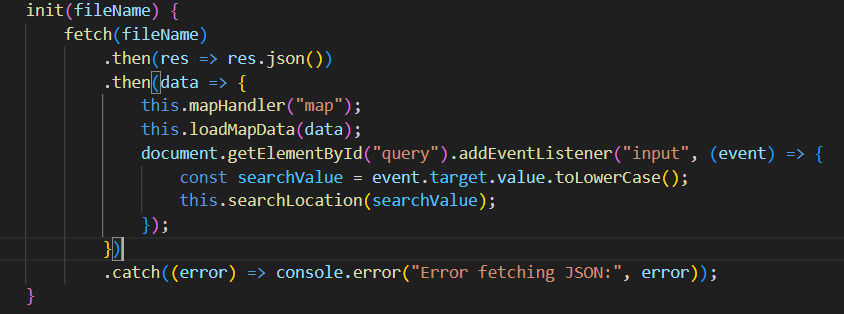 init(fileName) {
fetch(fileName)
.then(res => res.json())
.then(data => {
this.mapHandler("map");
this.loadMapData(data);
document.getElementById("query").addEventListener("input", (event) => {
const searchValue = event.target.value.toLowerCase();
this.searchLocation(searchValue);
});
})
.catch((error) => console.error("Error fetching JSON:", error));
}